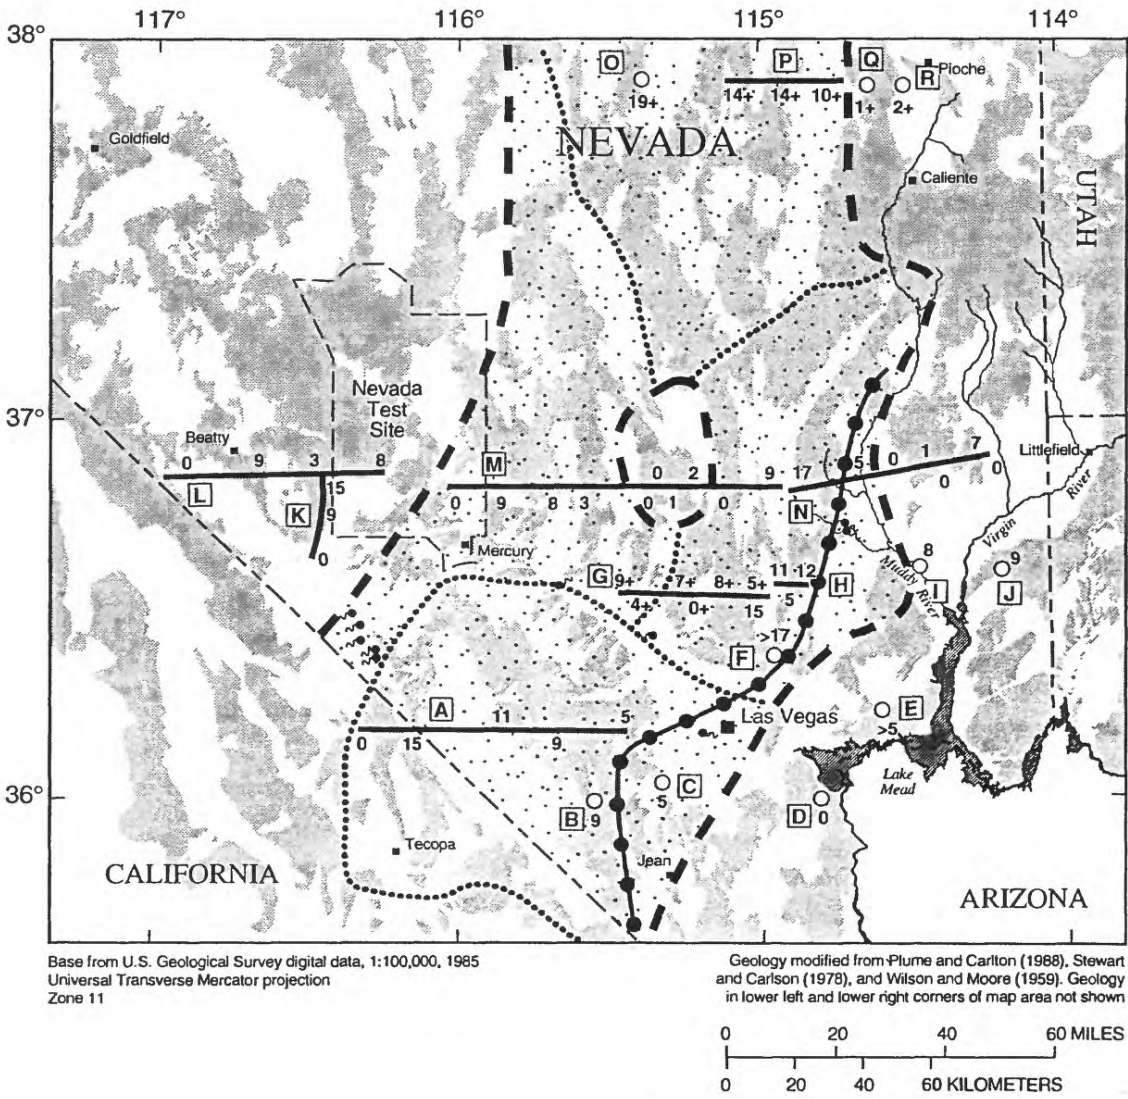 117° 116° 115° 114°
38°
O
P
Q
R
Pioche
19+
14+ 14+ 10+
1+ 2+
Goldfield
NEVADA
Caliente
UTAH
Nevada
Test
Site
37°
Beatty
0 9 3 8
L
15
K
9
0
M
0 2 9
0 9 8 3 0 1 0
17 5 0 1 7
0 0
N
Littlefield
Virgin
River
Mercury
Muddy River
G
9+ 7+ 8+ 5+
4+ 0+ 15
11 12
5
H
8
I
9
J
>17
F
A
11 5
0 15 9
Las Vegas
E
>5
36°
B
9
C
5
D
0
Lake
Mead
Tecopa
Jean
CALIFORNIA
ARIZONA
Base from U.S. Geological Survey digital data, 1:100,000, 1985
Universal Transverse Mercator projection
Zone 11
Geology modified from Plume and Carlton (1988), Stewart
and Carlson (1978), and Wilson and Moore (1959). Geology
in lower left and lower right corners of map area not shown
0 20 40 60 MILES
0 20 40 60 KILOMETERS